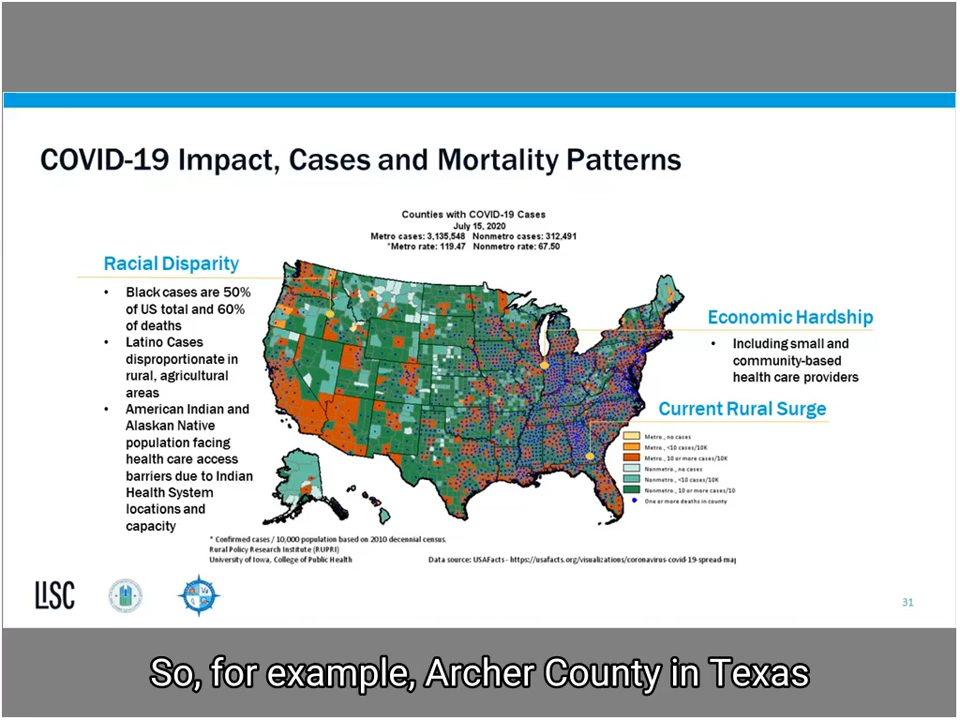 COVID-19 Impact, Cases and Mortality Patterns
Counties with COVID-19 Cases
July 15, 2020
Metro cases: 3,135,548 Nonmetro cases: 312,491
*Metro rate: 119.47 Nonmetro rate: 67.50
Racial Disparity
• Black cases are 50%
of US total and 60%
of deaths
• Latino Cases
disproportionate in
rural, agricultural
areas
• American Indian and
Alaskan Native
population facing
health care access
barriers due to Indian
Health System
locations and
capacity
Economic Hardship
• Including small and
community-based
health care providers
Current Rural Surge
Metro., no cases
Metro., <10 cases/10K
Metro., 10 or more cases/10K
Nonmetro., no cases
Nonmetro., <10 cases/10K
Nonmetro., 10 or more cases/10
One or more deaths in county
* Confirmed cases / 10,000 population based on 2010 decennial census.
Rural Policy Research Institute (RUPRI)
University of Iowa, College of Public Health
Data source: USAFacts - https://usafacts.org/visualizations/coronavirus-covid-19-spread-map
LISC
31
So, for example, Archer County in Texas